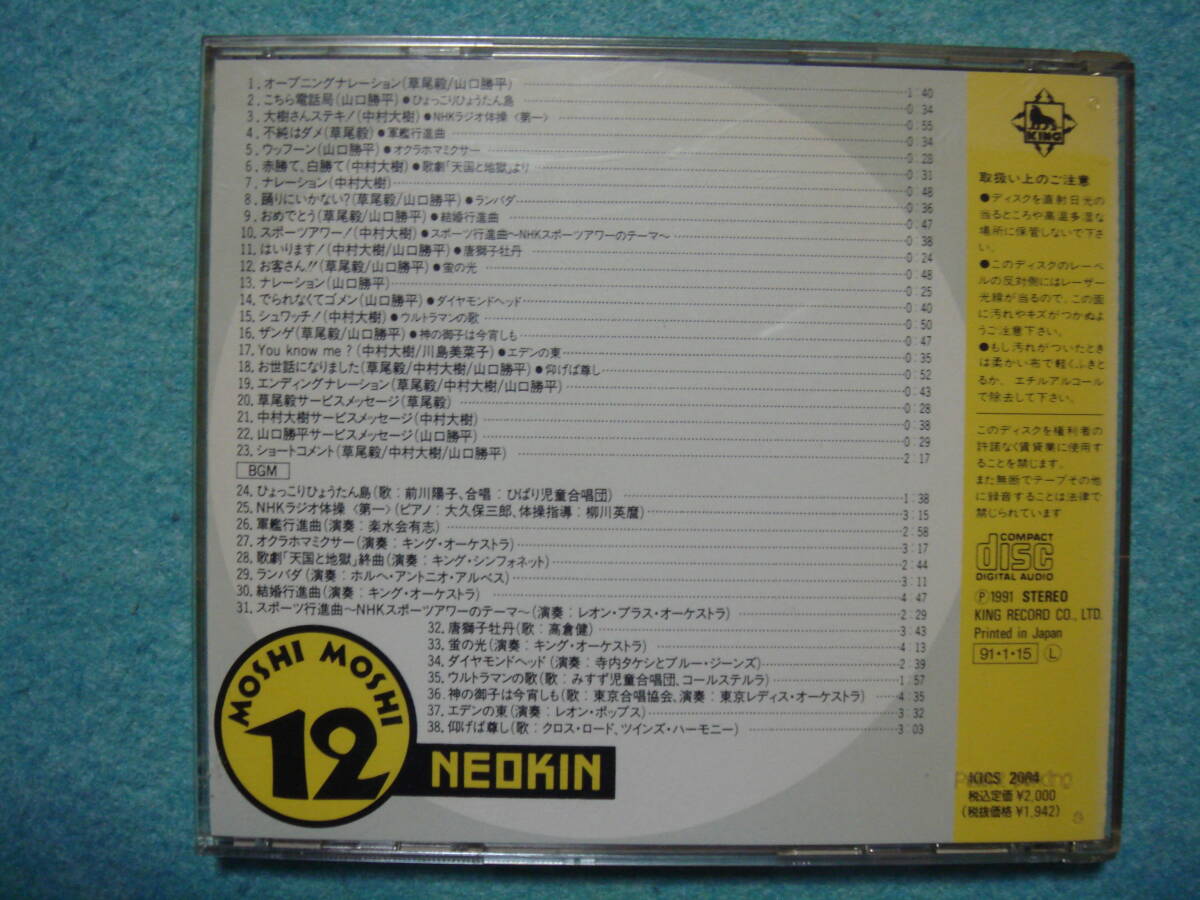 1. オープニングナレーション(草尾毅/山口勝平) 1:40
2. こちら電話局(山口勝平)●ひょっこりひょうたん島 0:34
3. 大樹さんステキ!(中村大樹)●NHKラジオ体操〈第一〉 0:55
4. 不純はダメ(草尾毅)●軍艦行進曲 0:34
5. ウッフーン(山口勝平)●オクラホマミクサー 0:28
6. 赤勝て、白勝て(中村大樹)●歌劇「天国と地獄」より 0:31
7. ナレーション(中村大樹) 0:48
8. 踊りにいかない?(草尾毅/山口勝平)●ランバダ 0:36
9. おめでとう(草尾毅/山口勝平)●結婚行進曲 0:47
10. スポーツアワー!(中村大樹)●スポーツ行進曲〜NHKスポーツアワーのテーマ〜 0:38
11. はいります!(中村大樹/山口勝平)●唐獅子牡丹 0:24
12. お客さん!!(草尾毅/山口勝平)●蛍の光 0:48
13. ナレーション(山口勝平) 0:25
14. でられなくてゴメン(山口勝平)●ダイヤモンドヘッド 0:40
15. シュワッチ!(中村大樹)●ウルトラマンの歌 0:50
16. ザンゲ(草尾毅/山口勝平)●神の御子は今宵しも 0:47
17. You know me?(中村大樹/川島美菜子)●エデンの東 0:35
18. お世話になりました(草尾毅/中村大樹/山口勝平)●仰げば尊し 0:52
19. エンディングナレーション(草尾毅/中村大樹/山口勝平) 0:43
20. 草尾毅サービスメッセージ(草尾毅) 0:28
21. 中村大樹サービスメッセージ(中村大樹) 0:38
22. 山口勝平サービスメッセージ(山口勝平) 0:29
23. ショートコメント(草尾毅/中村大樹/山口勝平) 2:17
BGM
24. ひょっこりひょうたん島(歌:前川陽子、合唱:ひばり児童合唱団) 1:38
25. NHKラジオ体操〈第一〉(ピアノ:大久保三郎、体操指導:柳川英麿) 3:15
26. 軍艦行進曲(演奏:楽水会有志) 2:58
27. オクラホマミクサー(演奏:キング・オーケストラ) 3:17
28. 歌劇「天国と地獄」終曲(演奏:キング・シンフォネット) 2:44
29. ランバダ(演奏:ホルヘ・アントニオ・アルベス) 3:11
30. 結婚行進曲(演奏:キング・オーケストラ) 4:47
31. スポーツ行進曲〜NHKスポーツアワーのテーマ〜(演奏:レオン・ブラス・オーケストラ) 2:29
32. 唐獅子牡丹(歌:高倉健) 3:43
33. 蛍の光(演奏:キング・オーケストラ) 4:13
34. ダイヤモンドヘッド(演奏:寺内タケシとブルー・ジーンズ) 2:39
35. ウルトラマンの歌(歌:みすず児童合唱団、コールステルラ) 1:57
36. 神の御子は今宵しも(歌:東京合唱協会、演奏:東京レディス・オーケストラ) 4:35
37. エデンの東(演奏:レオン・ポップス) 3:32
38. 仰げば尊し(歌:クロス・ロード、ツインズ・ハーモニー) 3:03
MOSHI MOSHI
12
NEOKIN
KING
取扱い上のご注意
●ディスクを直射日光の
当るところや高温多湿な
場所に保管しないで下さ
い。
●このディスクのレーベ
ルの反対側にはレーザー
光線が当るので、この面
に汚れやキズがつかぬよ
うご注意下さい。
●もし汚れがついたとき
は柔かい布で軽くふきと
るか、エチルアルコール
で除去して下さい。
このディスクを権利者の
許諾なく賃貸業に使用す
ることを禁じます。
また無断でテープその他
に録音することは法律で
禁じられています
COMPACT
disc
DIGITAL AUDIO
Ⓟ1991 STEREO
KING RECORD CO., LTD.
Printed in Japan
91・1・15 Ⓛ
KICS 2084
税込定価¥2,000
(税抜価格¥1,942)